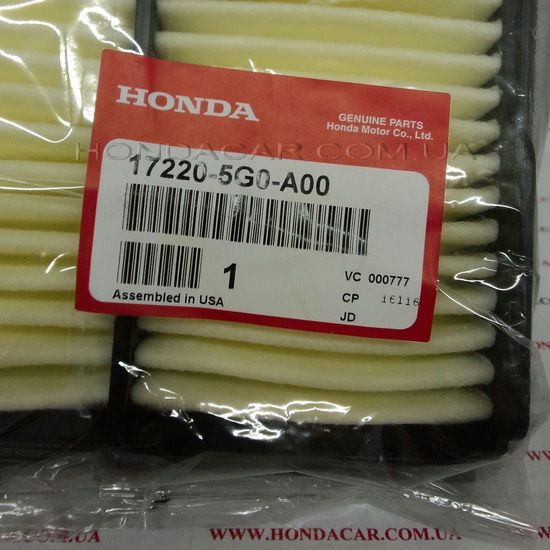 HONDA
GENUINE PARTS
Honda Motor Co., Ltd.
HONDACAR.COM.UA
17220-5G0-A00
1
VC 000777
Assembled in USA
CP 16116
JD
WWW.HONDACAR.COM.UA